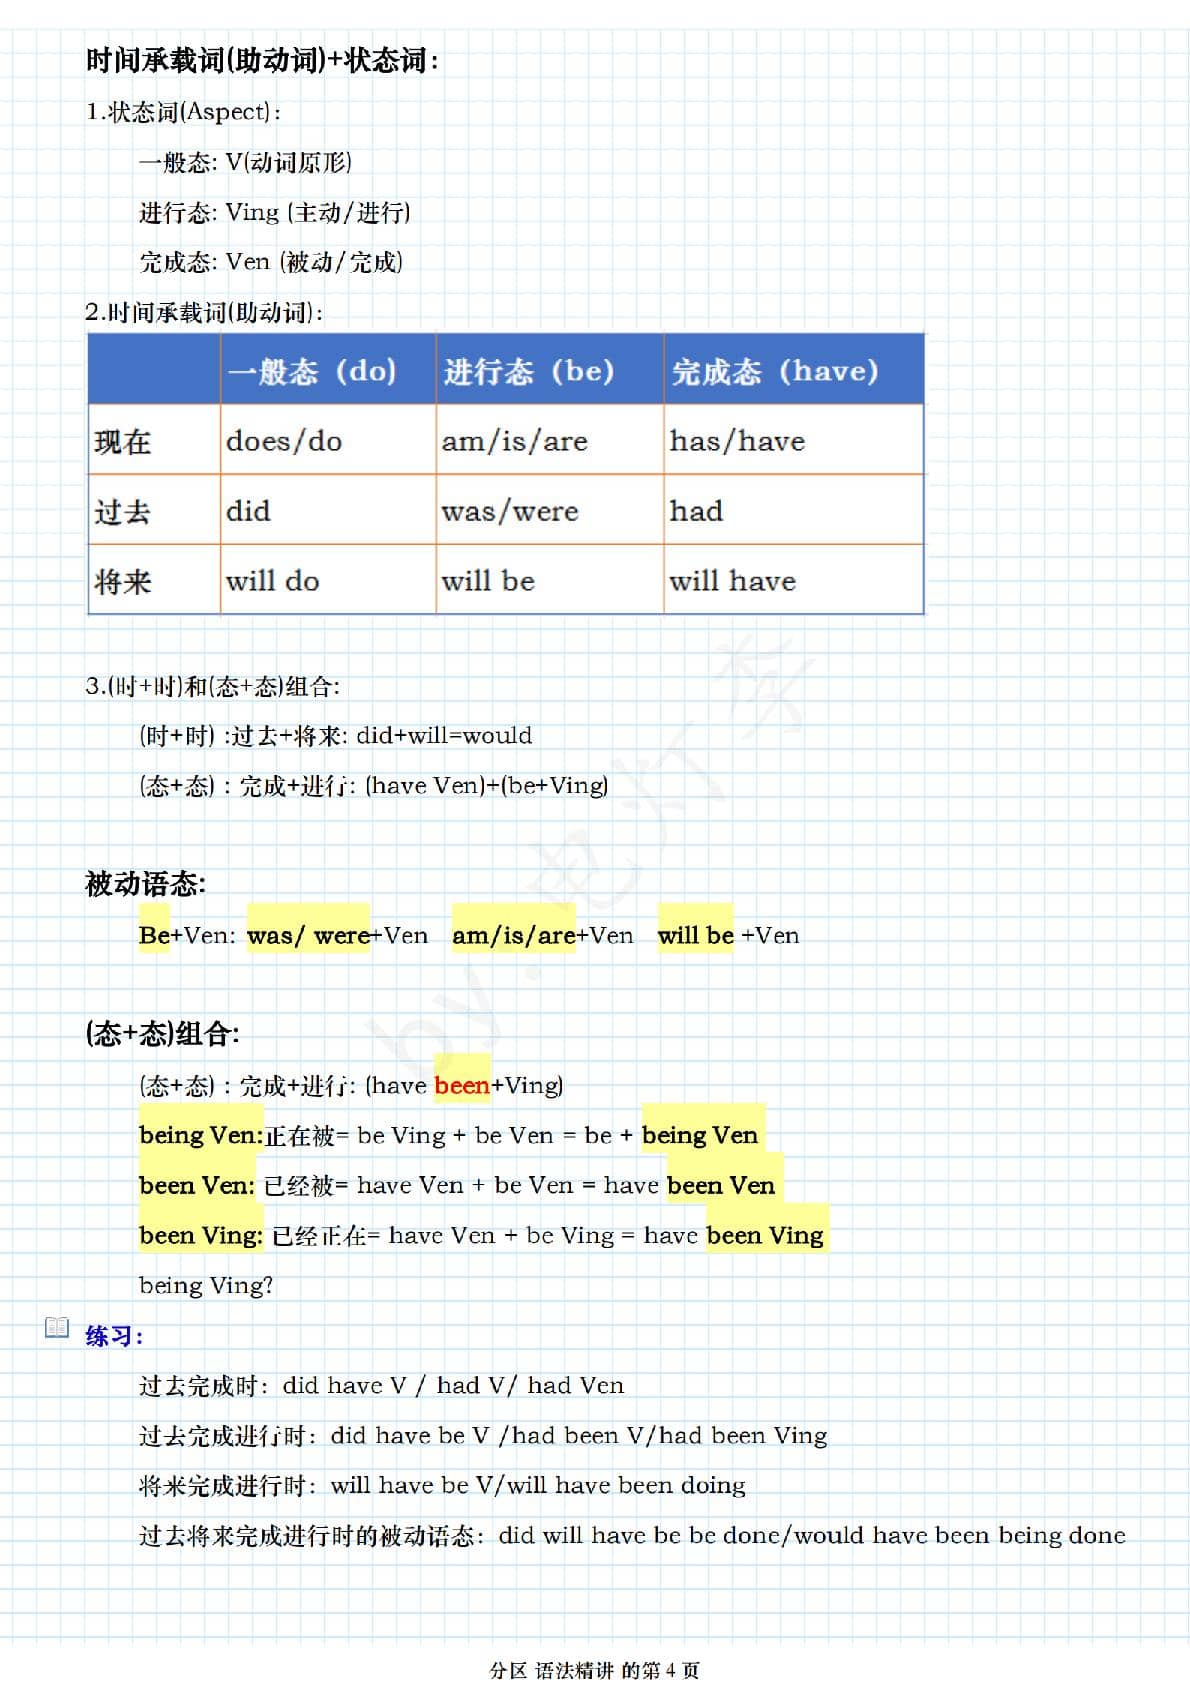 时间承载词(助动词)+状态词：
1.状态词(Aspect)：
一般态: V(动词原形)
进行态: Ving (主动/进行)
完成态: Ven (被动/完成)
2.时间承载词(助动词)：
一般态（do） 进行态（be） 完成态（have）
现在 does/do am/is/are has/have
过去 did was/were had
将来 will do will be will have
3.(时+时)和(态+态)组合:
(时+时) :过去+将来: did+will=would
(态+态) : 完成+进行: (have Ven)+(be+Ving)
被动语态:
Be+Ven: was/ were+Ven am/is/are+Ven will be +Ven
(态+态)组合:
(态+态) : 完成+进行: (have been+Ving)
being Ven:正在被= be Ving + be Ven = be + being Ven
been Ven: 已经被= have Ven + be Ven = have been Ven
been Ving: 已经正在= have Ven + be Ving = have been Ving
being Ving?
练习：
过去完成时：did have V / had V/ had Ven
过去完成进行时：did have be V /had been V/had been Ving
将来完成进行时：will have be V/will have been doing
过去将来完成进行时的被动语态：did will have be be done/would have been being done
by.电灯李
分区 语法精讲 的第 4 页